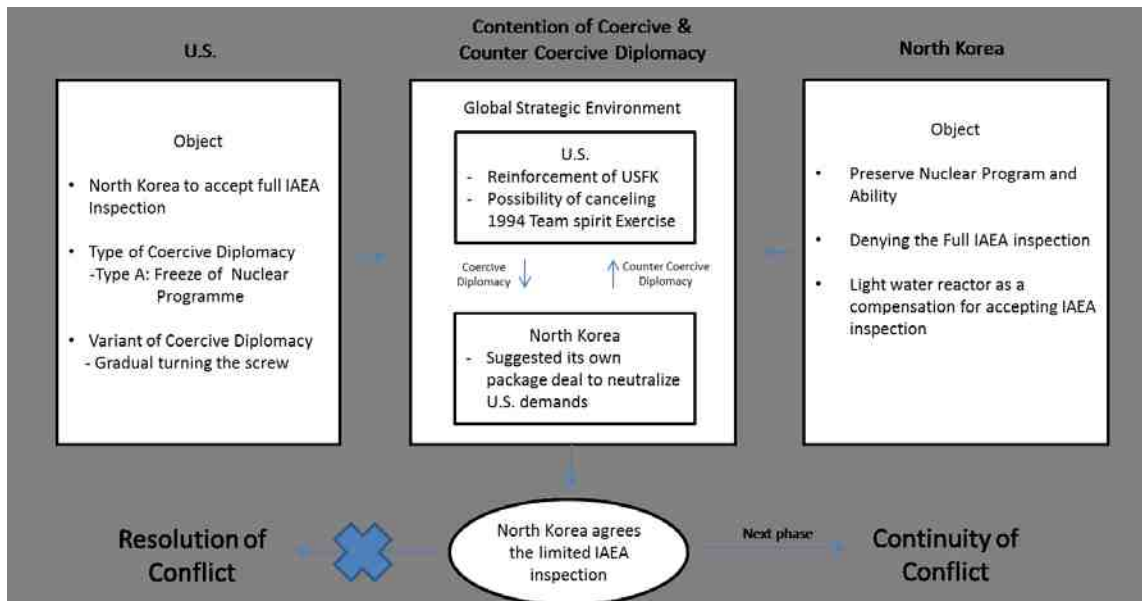 U.S.
Contention of Coercive &
Counter Coercive Diplomacy
North Korea
Object
• North Korea to accept full IAEA
Inspection
• Type of Coercive Diplomacy
-Type A: Freeze of Nuclear
Programme
• Variant of Coercive Diplomacy
- Gradual turning the screw
Global Strategic Environment
U.S.
- Reinforcement of USFK
- Possibility of canceling
1994 Team spirit Exercise
Coercive
Diplomacy
Counter Coercive
Diplomacy
North Korea
- Suggested its own
package deal to neutralize
U.S. demands
Object
• Preserve Nuclear Program and
Ability
• Denying the Full IAEA inspection
• Light water reactor as a
compensation for accepting IAEA
inspection
Resolution of
Conflict
North Korea agrees
the limited IAEA
inspection
Next phase
Continuity of
Conflict